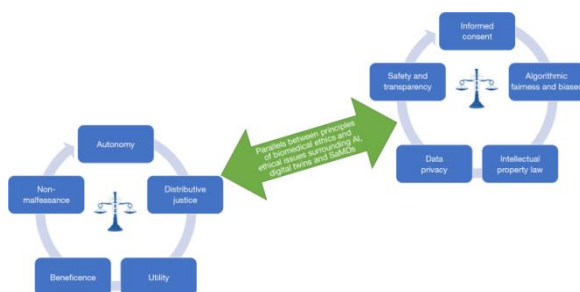 Informed
consent
Safety and
transparency
Algorithmic
fairness and biases
Data
privacy
Intellectual
property law
Parallels between principles
of biomedical ethics and
ethical issues surrounding AI,
digital twins and SaMDs
Autonomy
Non-
malfeasance
Distributive
justice
Beneficence
Utility